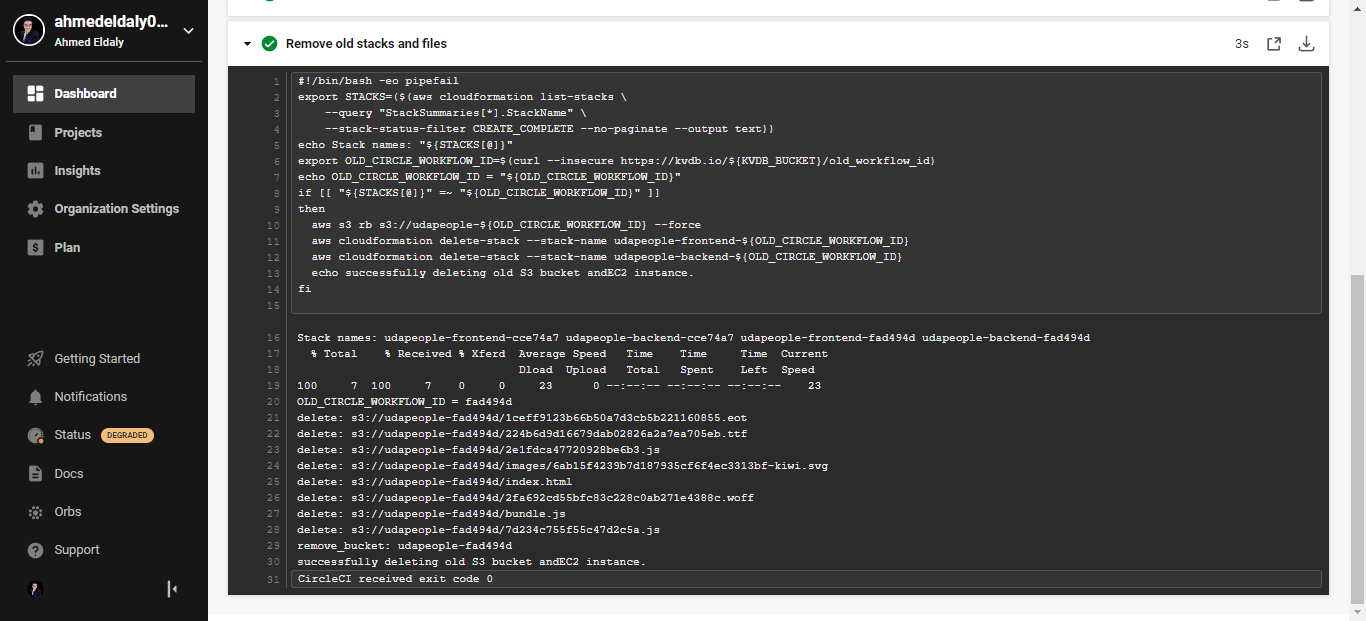 ahmedeldaly0...
Ahmed Eldaly
Dashboard
Projects
Insights
Organization Settings
Plan
Getting Started
Notifications
Status DEGRADED
Docs
Orbs
Support
Remove old stacks and files
3s
1 #!/bin/bash -eo pipefail
2 export STACKS=($(aws cloudformation list-stacks \
3 --query "StackSummaries[*].StackName" \
4 --stack-status-filter CREATE_COMPLETE --no-paginate --output text))
5 echo Stack names: "${STACKS[@]}"
6 export OLD_CIRCLE_WORKFLOW_ID=$(curl --insecure https://kvdb.io/${KVDB_BUCKET}/old_workflow_id)
7 echo OLD_CIRCLE_WORKFLOW_ID = "${OLD_CIRCLE_WORKFLOW_ID}"
8 if [[ "${STACKS[@]}" =~ "${OLD_CIRCLE_WORKFLOW_ID}" ]]
9 then
10 aws s3 rb s3://udapeople-${OLD_CIRCLE_WORKFLOW_ID} --force
11 aws cloudformation delete-stack --stack-name udapeople-frontend-${OLD_CIRCLE_WORKFLOW_ID}
12 aws cloudformation delete-stack --stack-name udapeople-backend-${OLD_CIRCLE_WORKFLOW_ID}
13 echo successfully deleting old S3 bucket andEC2 instance.
14 fi
15
16 Stack names: udapeople-frontend-cce74a7 udapeople-backend-cce74a7 udapeople-frontend-fad494d udapeople-backend-fad494d
17 % Total % Received % Xferd Average Speed Time Time Time Current
18 Dload Upload Total Spent Left Speed
19 100 7 100 7 0 0 23 0 --:--:-- --:--:-- --:--:-- 23
20 OLD_CIRCLE_WORKFLOW_ID = fad494d
21 delete: s3://udapeople-fad494d/1ceff9123b66b50a7d3cb5b221160855.eot
22 delete: s3://udapeople-fad494d/224b6d9d16679dab02826a2a7ea705eb.ttf
23 delete: s3://udapeople-fad494d/2e1fdca47720928be6b3.js
24 delete: s3://udapeople-fad494d/images/6ab15f4239b7d187935cf6f4ec3313bf-kiwi.svg
25 delete: s3://udapeople-fad494d/index.html
26 delete: s3://udapeople-fad494d/2fa692cd55bfc83c228c0ab271e4388c.woff
27 delete: s3://udapeople-fad494d/bundle.js
28 delete: s3://udapeople-fad494d/7d234c755f55c47d2c5a.js
29 remove_bucket: udapeople-fad494d
30 successfully deleting old S3 bucket andEC2 instance.
31 CircleCI received exit code 0